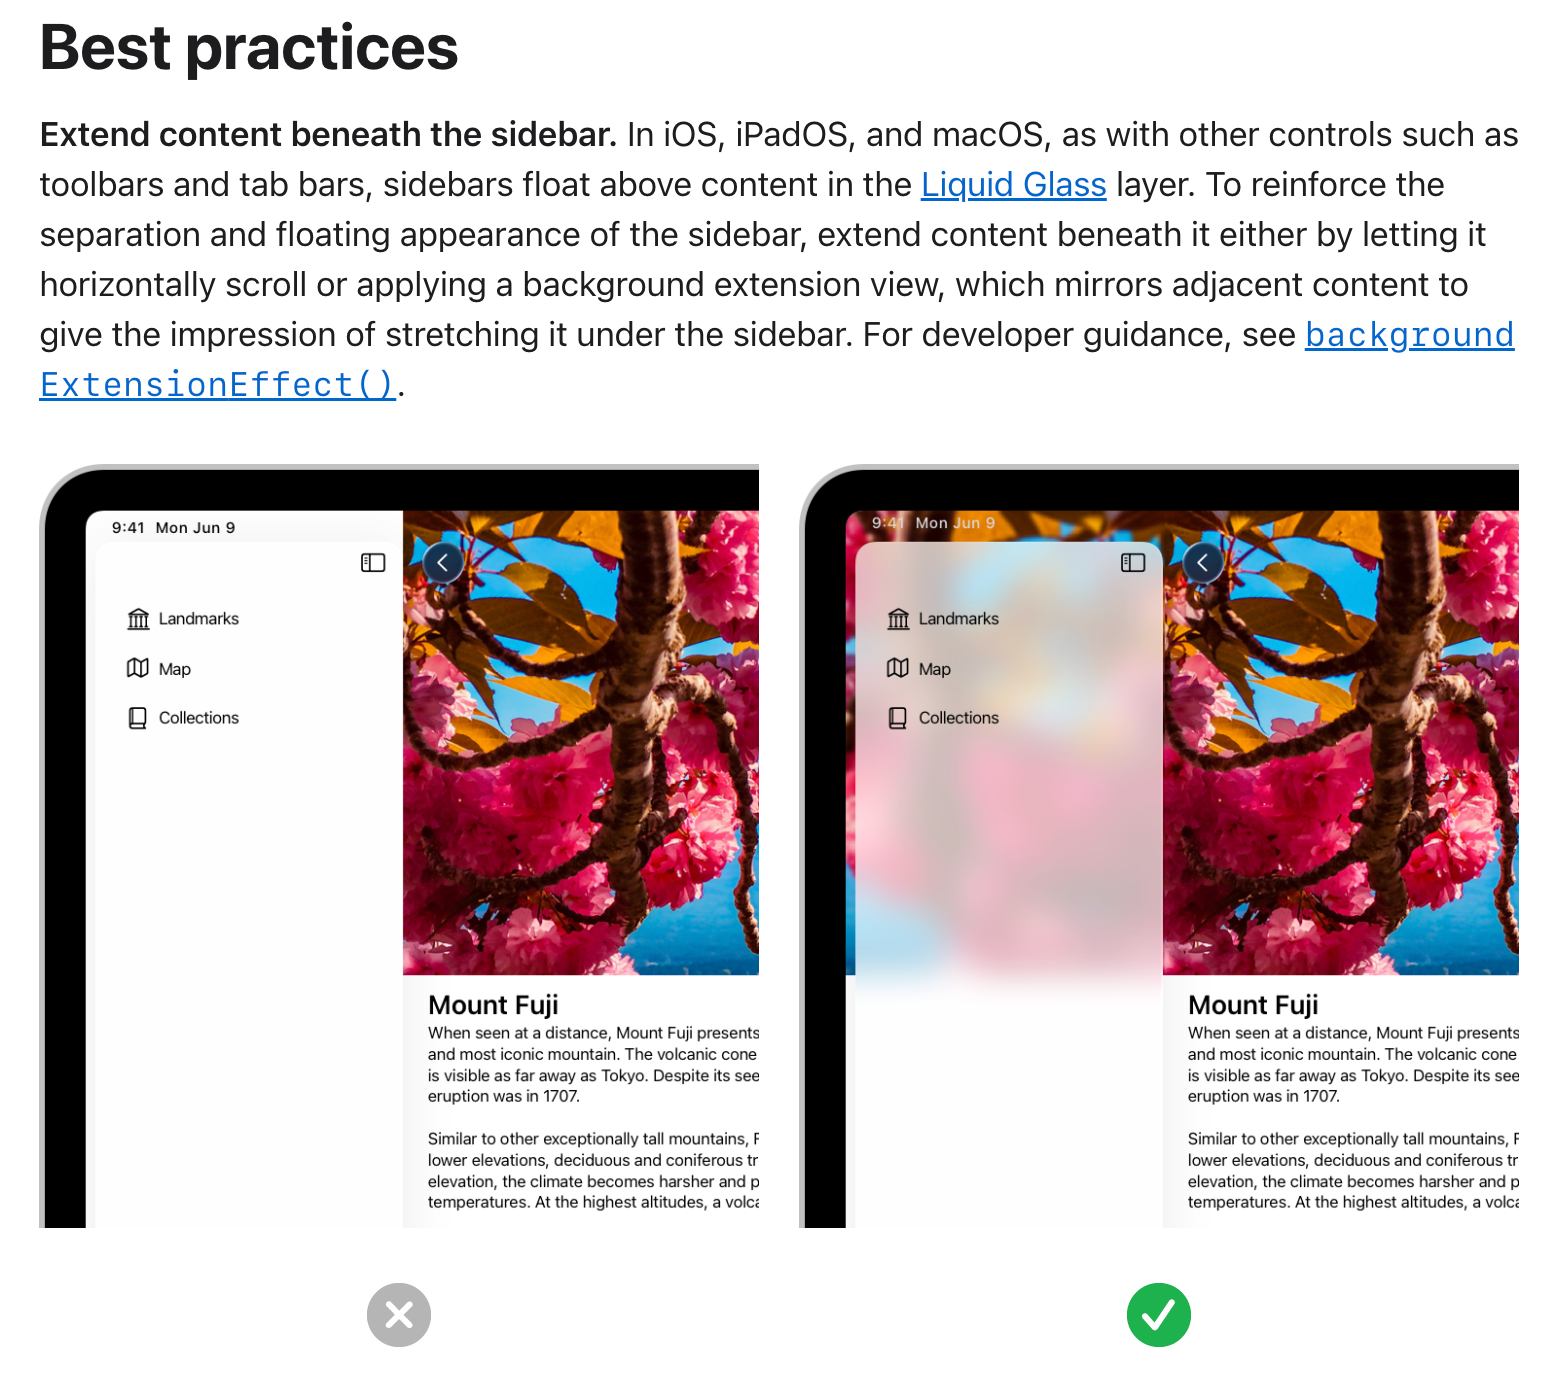 Best practices
Extend content beneath the sidebar. In iOS, iPadOS, and macOS, as with other controls such as
toolbars and tab bars, sidebars float above content in the Liquid Glass layer. To reinforce the
separation and floating appearance of the sidebar, extend content beneath it either by letting it
horizontally scroll or applying a background extension view, which mirrors adjacent content to
give the impression of stretching it under the sidebar. For developer guidance, see background
ExtensionEffect().
9:41 Mon Jun 9
Landmarks
Map
Collections
Mount Fuji
When seen at a distance, Mount Fuji presents
and most iconic mountain. The volcanic cone
is visible as far away as Tokyo. Despite its see
eruption was in 1707.
Similar to other exceptionally tall mountains, F
lower elevations, deciduous and coniferous tr
elevation, the climate becomes harsher and p
temperatures. At the highest altitudes, a volca
9:41 Mon Jun 9
Landmarks
Map
Collections
Mount Fuji
When seen at a distance, Mount Fuji presents
and most iconic mountain. The volcanic cone
is visible as far away as Tokyo. Despite its see
eruption was in 1707.
Similar to other exceptionally tall mountains, F
lower elevations, deciduous and coniferous tr
elevation, the climate becomes harsher and p
temperatures. At the highest altitudes, a volca